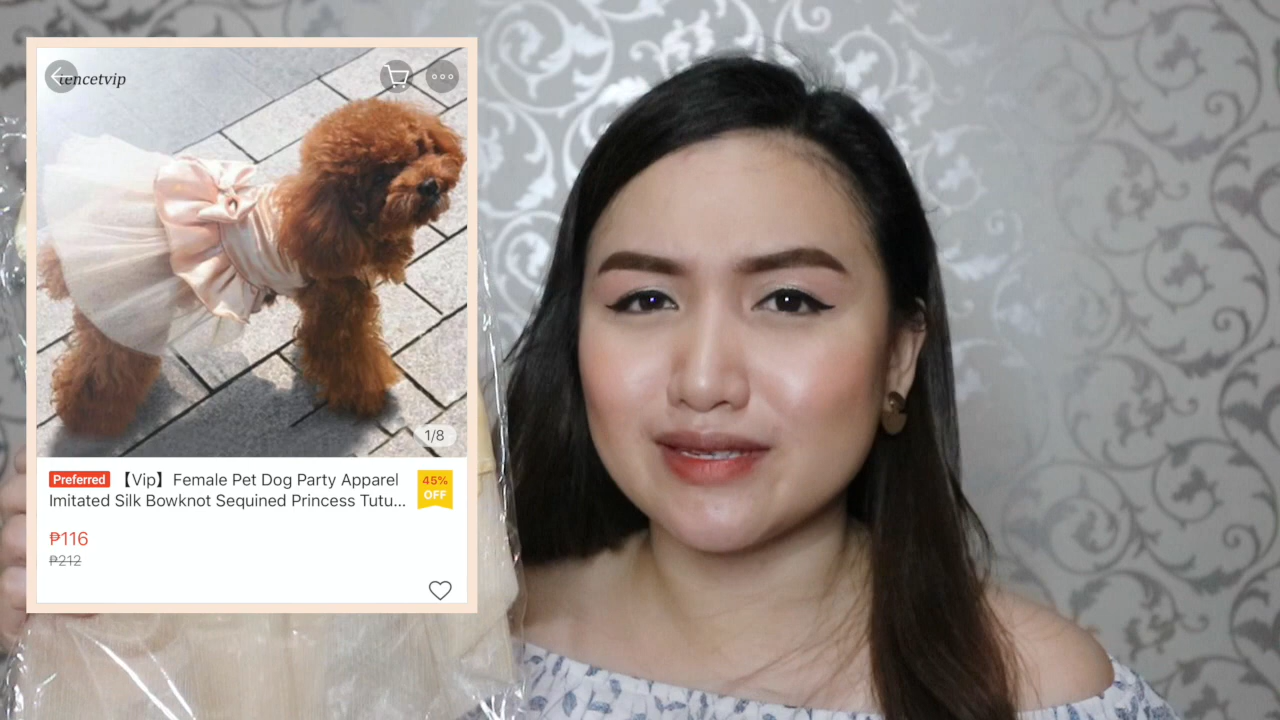 tencetvip
1/8
Preferred 【Vip】Female Pet Dog Party Apparel
Imitated Silk Bowknot Sequined Princess Tutu...
45%
OFF
₱116
₱212